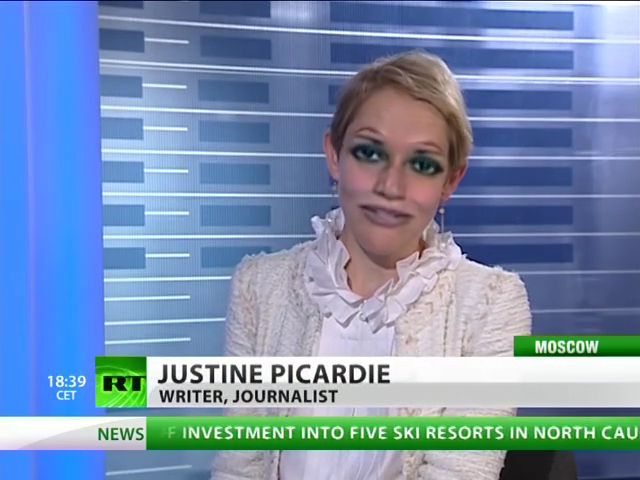 MOSCOW
JUSTINE PICARDIE
18:39
CET
RT
WRITER, JOURNALIST
NEWS
INVESTMENT INTO FIVE SKI RESORTS IN NORTH CAU